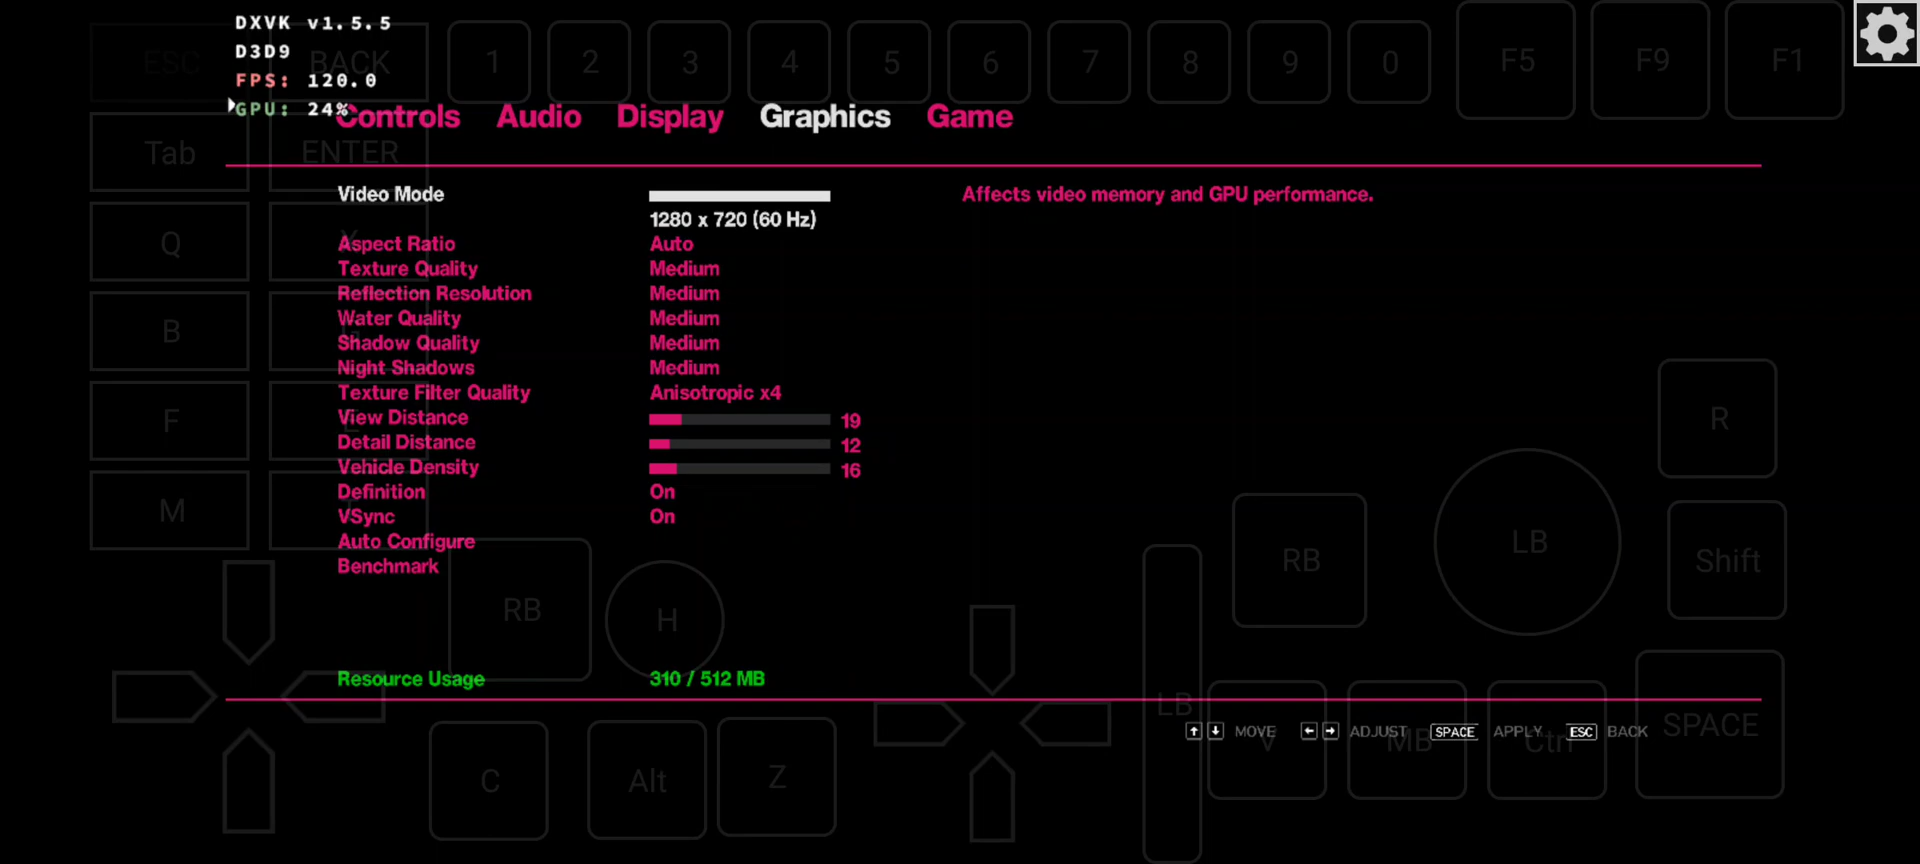 DXVK v1.5.5
D3D9
FPS: 120.0
GPU: 24%
ESC BACK 1 2 3 4 5 6 7 8 9 0 F5 F9 F1
Controls Audio Display Graphics Game
Tab ENTER
Video Mode
1280 x 720 (60 Hz)
Affects video memory and GPU performance.
Aspect Ratio Auto
Q
Texture Quality Medium
Reflection Resolution Medium
Water Quality Medium
B
Shadow Quality Medium
Night Shadows Medium
Texture Filter Quality Anisotropic x4
View Distance 19
F
R
Detail Distance 12
Vehicle Density 16
Definition On
M
VSync On
Auto Configure
Benchmark
RB H RB LB Shift
Resource Usage 310 / 512 MB
LB
MOVE ADJUST SPACE APPLY ESC BACK
V MB Ctrl SPACE
C Alt Z